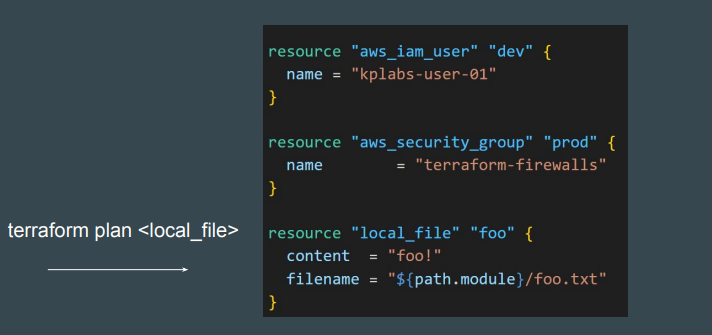 resource "aws_iam_user" "dev" {
  name = "kplabs-user-01"
}
resource "aws_security_group" "prod" {
  name        = "terraform-firewalls"
}
terraform plan <local_file>
resource "local_file" "foo" {
  content  = "foo!"
  filename = "${path.module}/foo.txt"
}